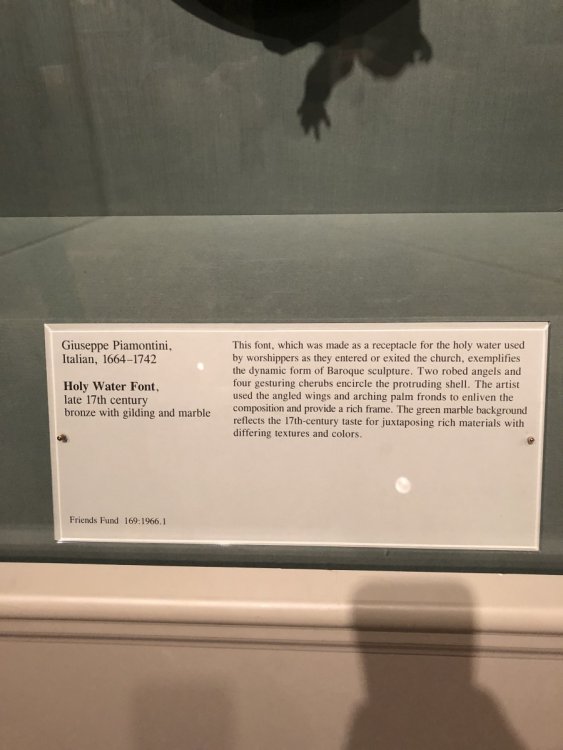 Giuseppe Piamontini,
Italian, 1664–1742
Holy Water Font,
late 17th century
bronze with gilding and marble
This font, which was made as a receptacle for the holy water used
by worshippers as they entered or exited the church, exemplifies
the dynamic form of Baroque sculpture. Two robed angels and
four gesturing cherubs encircle the protruding shell. The artist
used the angled wings and arching palm fronds to enliven the
composition and provide a rich frame. The green marble background
reflects the 17th-century taste for juxtaposing rich materials with
differing textures and colors.
Friends Fund 169:1966.1